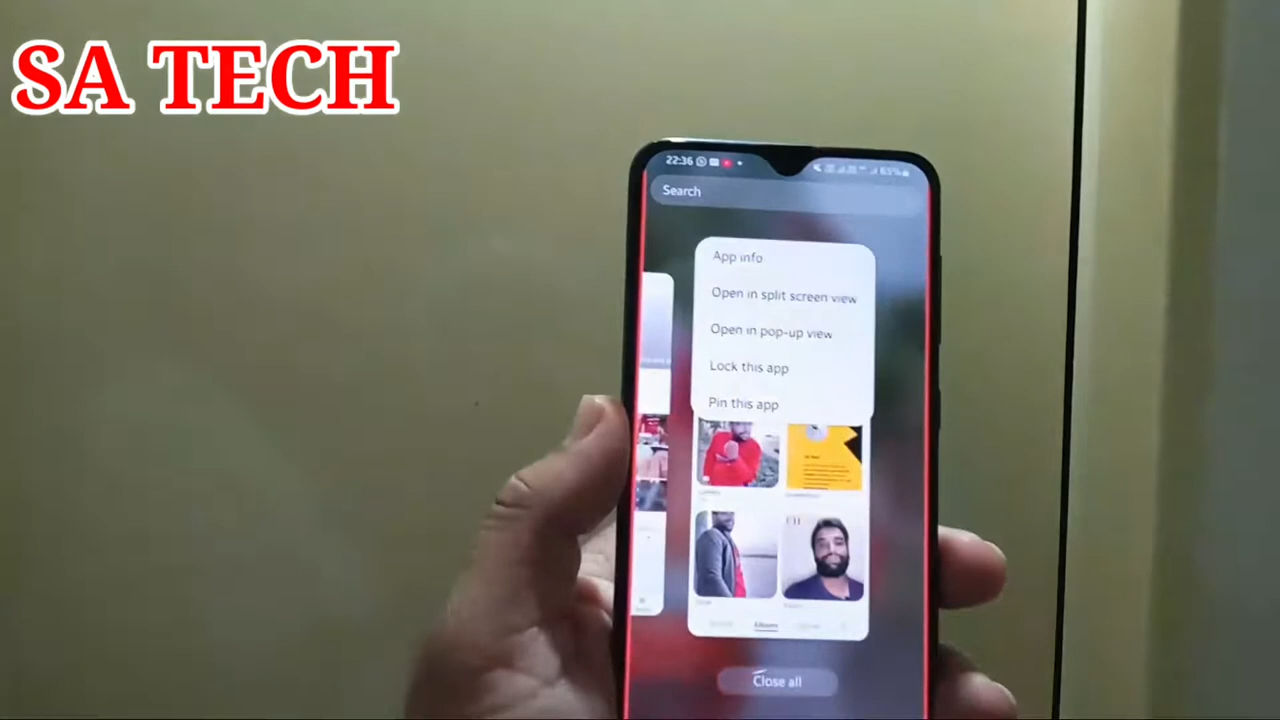 SA TECH
22:36
65%
Search
App info
Open in split screen view
Open in pop-up view
Lock this app
Pin this app
Albums
Close all